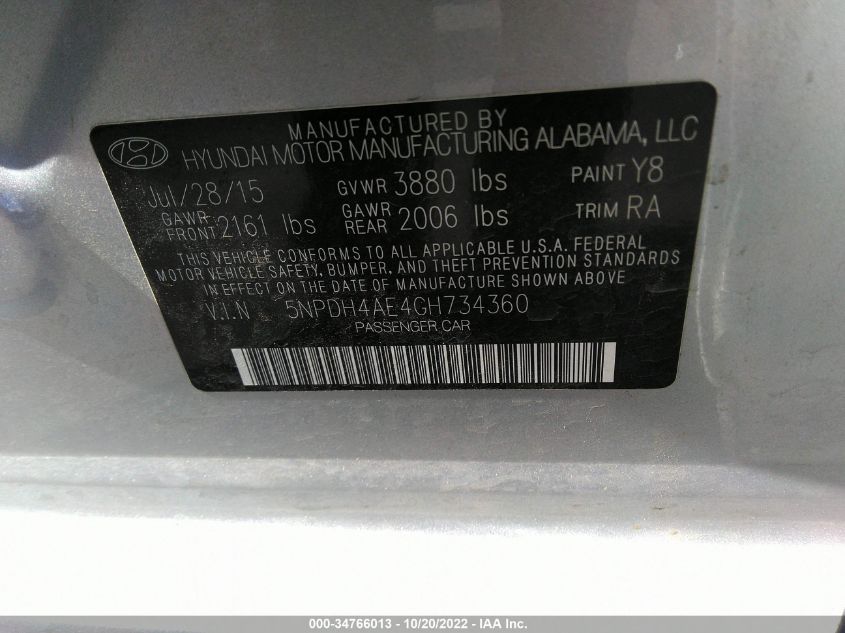 MANUFACTURED BY
HYUNDAI MOTOR MANUFACTURING ALABAMA, LLC
Jul/28/15 GVWR 3880 lbs PAINT Y8
GAWR FRONT 2161 lbs GAWR REAR 2006 lbs TRIM RA
THIS VEHICLE CONFORMS TO ALL APPLICABLE U.S.A. FEDERAL
MOTOR VEHICLE SAFETY, BUMPER, AND THEFT PREVENTION STANDARDS
IN EFFECT ON THE DATE OF MANUFACTURE SHOWN ABOVE
V.I.N 5NPDH4AE4GH734360
PASSENGER CAR
000-34766013 - 10/20/2022 - IAA Inc.